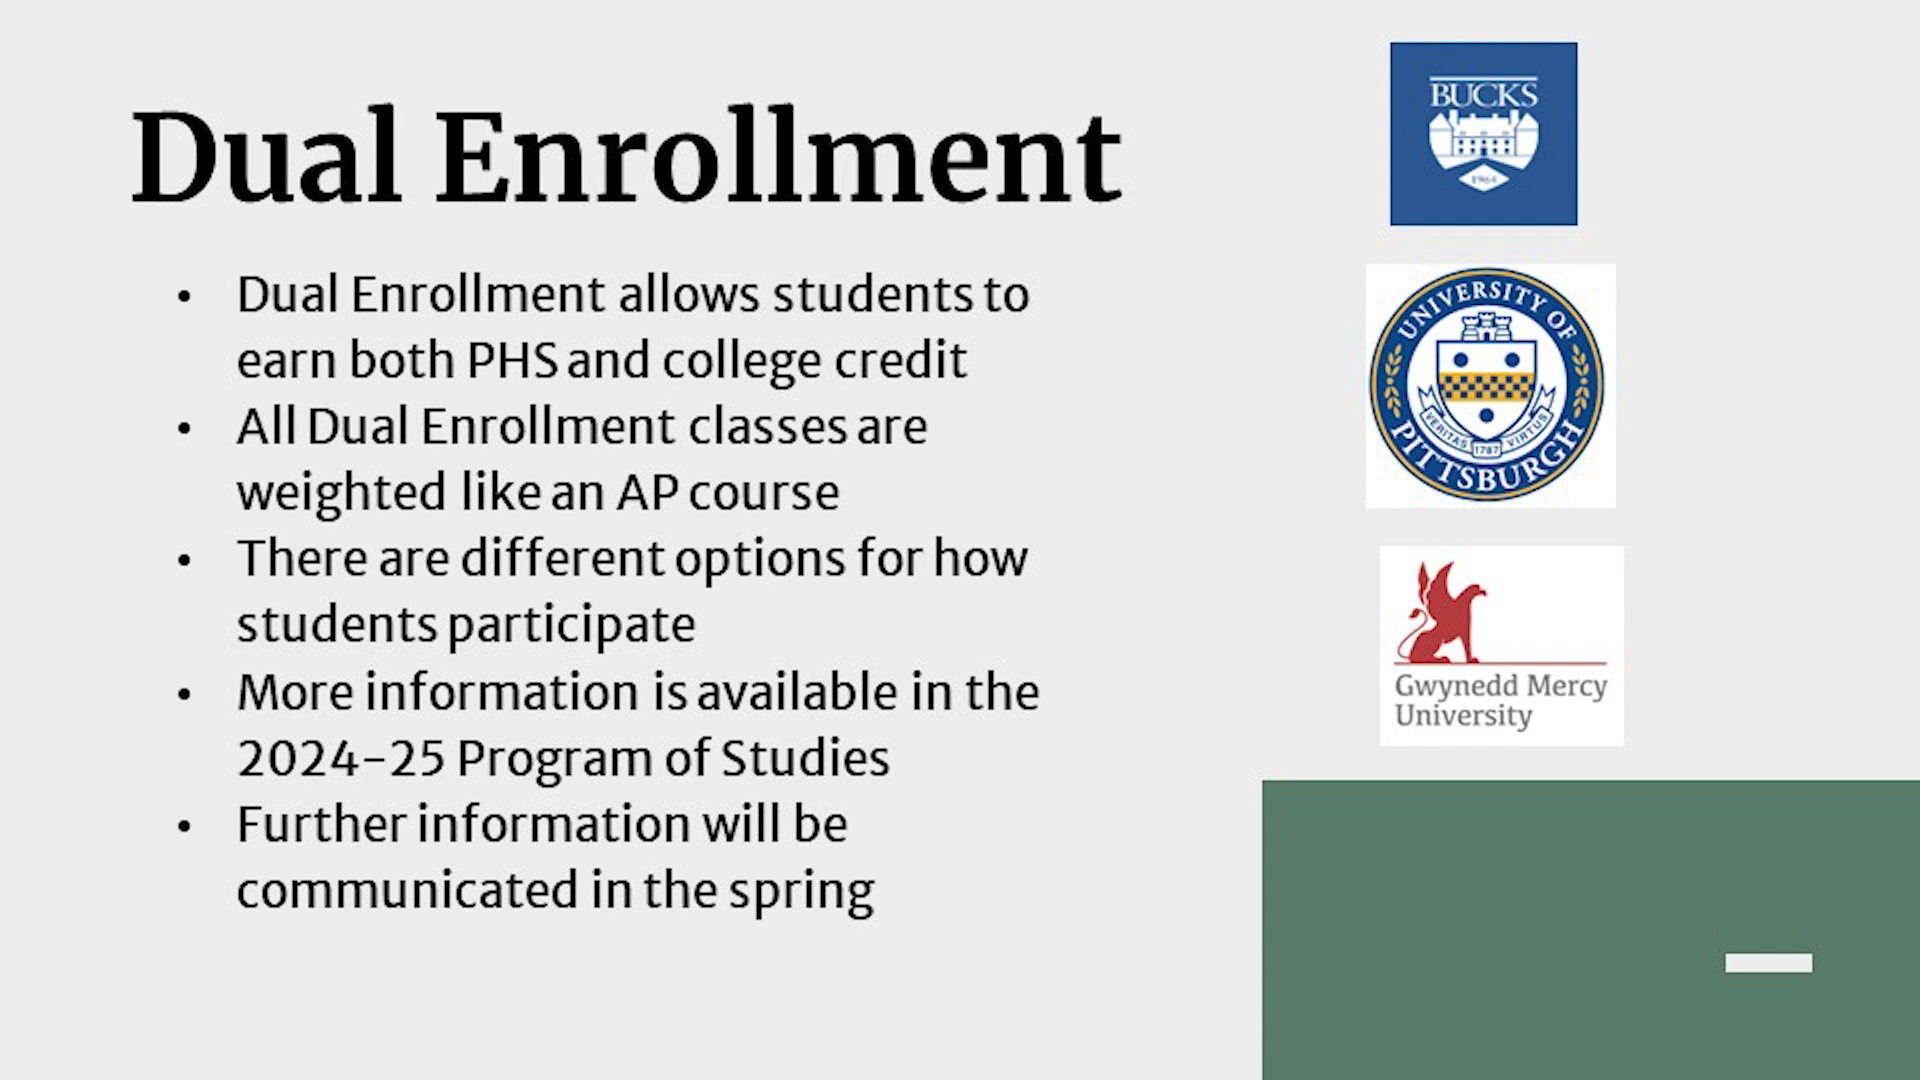 Dual Enrollment
• Dual Enrollment allows students to
earn both PHS and college credit
• All Dual Enrollment classes are
weighted like an AP course
• There are different options for how
students participate
• More information is available in the
2024-25 Program of Studies
• Further information will be
communicated in the spring
BUCKS
1964
UNIVERSITY OF
VERITAS 1787 VIRTUS
PITTSBURGH
Gwynedd Mercy
University